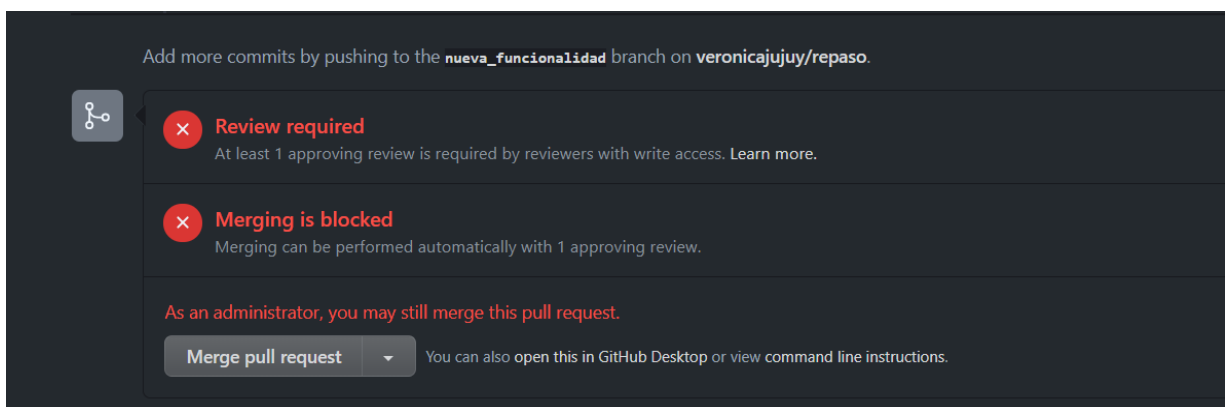 Add more commits by pushing to the nueva_funcionalidad branch on veronicajujuy/repaso.
Review required
At least 1 approving review is required by reviewers with write access. Learn more.
Merging is blocked
Merging can be performed automatically with 1 approving review.
As an administrator, you may still merge this pull request.
Merge pull request You can also open this in GitHub Desktop or view command line instructions.